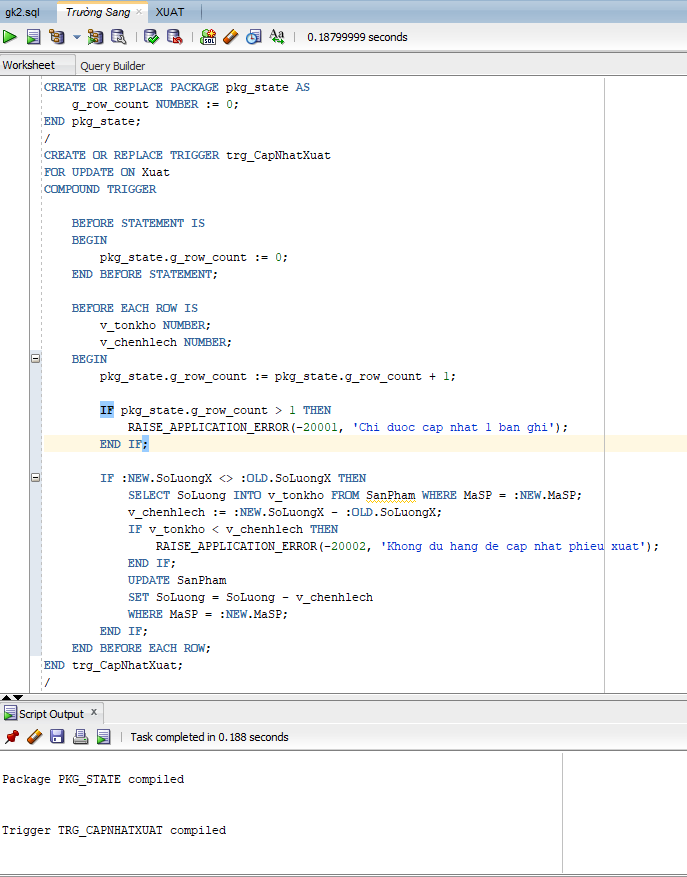 gk2.sql Trường Sang XUAT
0.18799999 seconds
Worksheet Query Builder
CREATE OR REPLACE PACKAGE pkg_state AS
    g_row_count NUMBER := 0;
END pkg_state;
/
CREATE OR REPLACE TRIGGER trg_CapNhatXuat
FOR UPDATE ON Xuat
COMPOUND TRIGGER
    BEFORE STATEMENT IS
    BEGIN
        pkg_state.g_row_count := 0;
    END BEFORE STATEMENT;
    BEFORE EACH ROW IS
        v_tonkho NUMBER;
        v_chenhlech NUMBER;
    BEGIN
        pkg_state.g_row_count := pkg_state.g_row_count + 1;
        IF pkg_state.g_row_count > 1 THEN
            RAISE_APPLICATION_ERROR(-20001, 'Chi duoc cap nhat 1 ban ghi');
        END IF;
        IF :NEW.SoLuongX <> :OLD.SoLuongX THEN
            SELECT SoLuong INTO v_tonkho FROM SanPham WHERE MaSP = :NEW.MaSP;
            v_chenhlech := :NEW.SoLuongX - :OLD.SoLuongX;
            IF v_tonkho < v_chenhlech THEN
                RAISE_APPLICATION_ERROR(-20002, 'Khong du hang de cap nhat phieu xuat');
            END IF;
            UPDATE SanPham
            SET SoLuong = SoLuong - v_chenhlech
            WHERE MaSP = :NEW.MaSP;
        END IF;
    END BEFORE EACH ROW;
END trg_CapNhatXuat;
/
Script Output x
Task completed in 0.188 seconds
Package PKG_STATE compiled
Trigger TRG_CAPNHATXUAT compiled